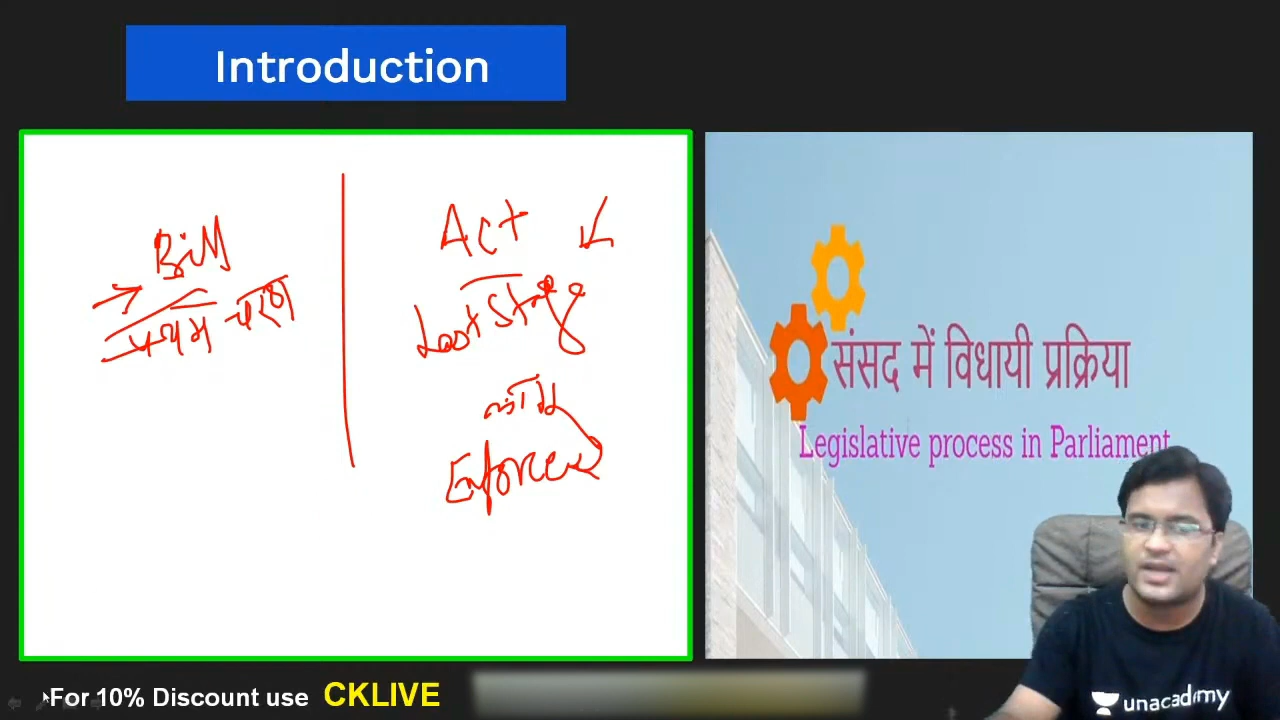 Introduction
Bill
प्रथम चरण
Act
Last Stage
Enforce
संसद में विधायी प्रक्रिया
Legislative process in Parliament
For 10% Discount use CKLIVE
unacademy